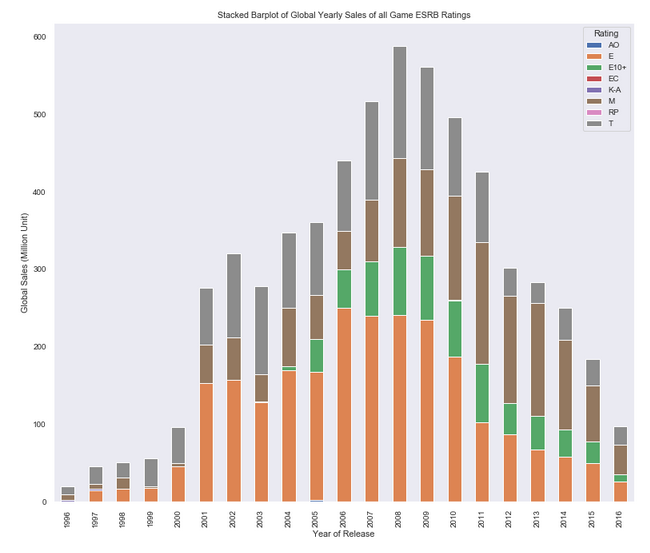 Stacked Barplot of Global Yearly Sales of all Game ESRB Ratings
Rating
AO
E
E10+
EC
K-A
M
RP
T
Global Sales (Million Unit)
600
500
400
300
200
100
0
1996 1997 1998 1999 2000 2001 2002 2003 2004 2005 2006 2007 2008 2009 2010 2011 2012 2013 2014 2015 2016
Year of Release